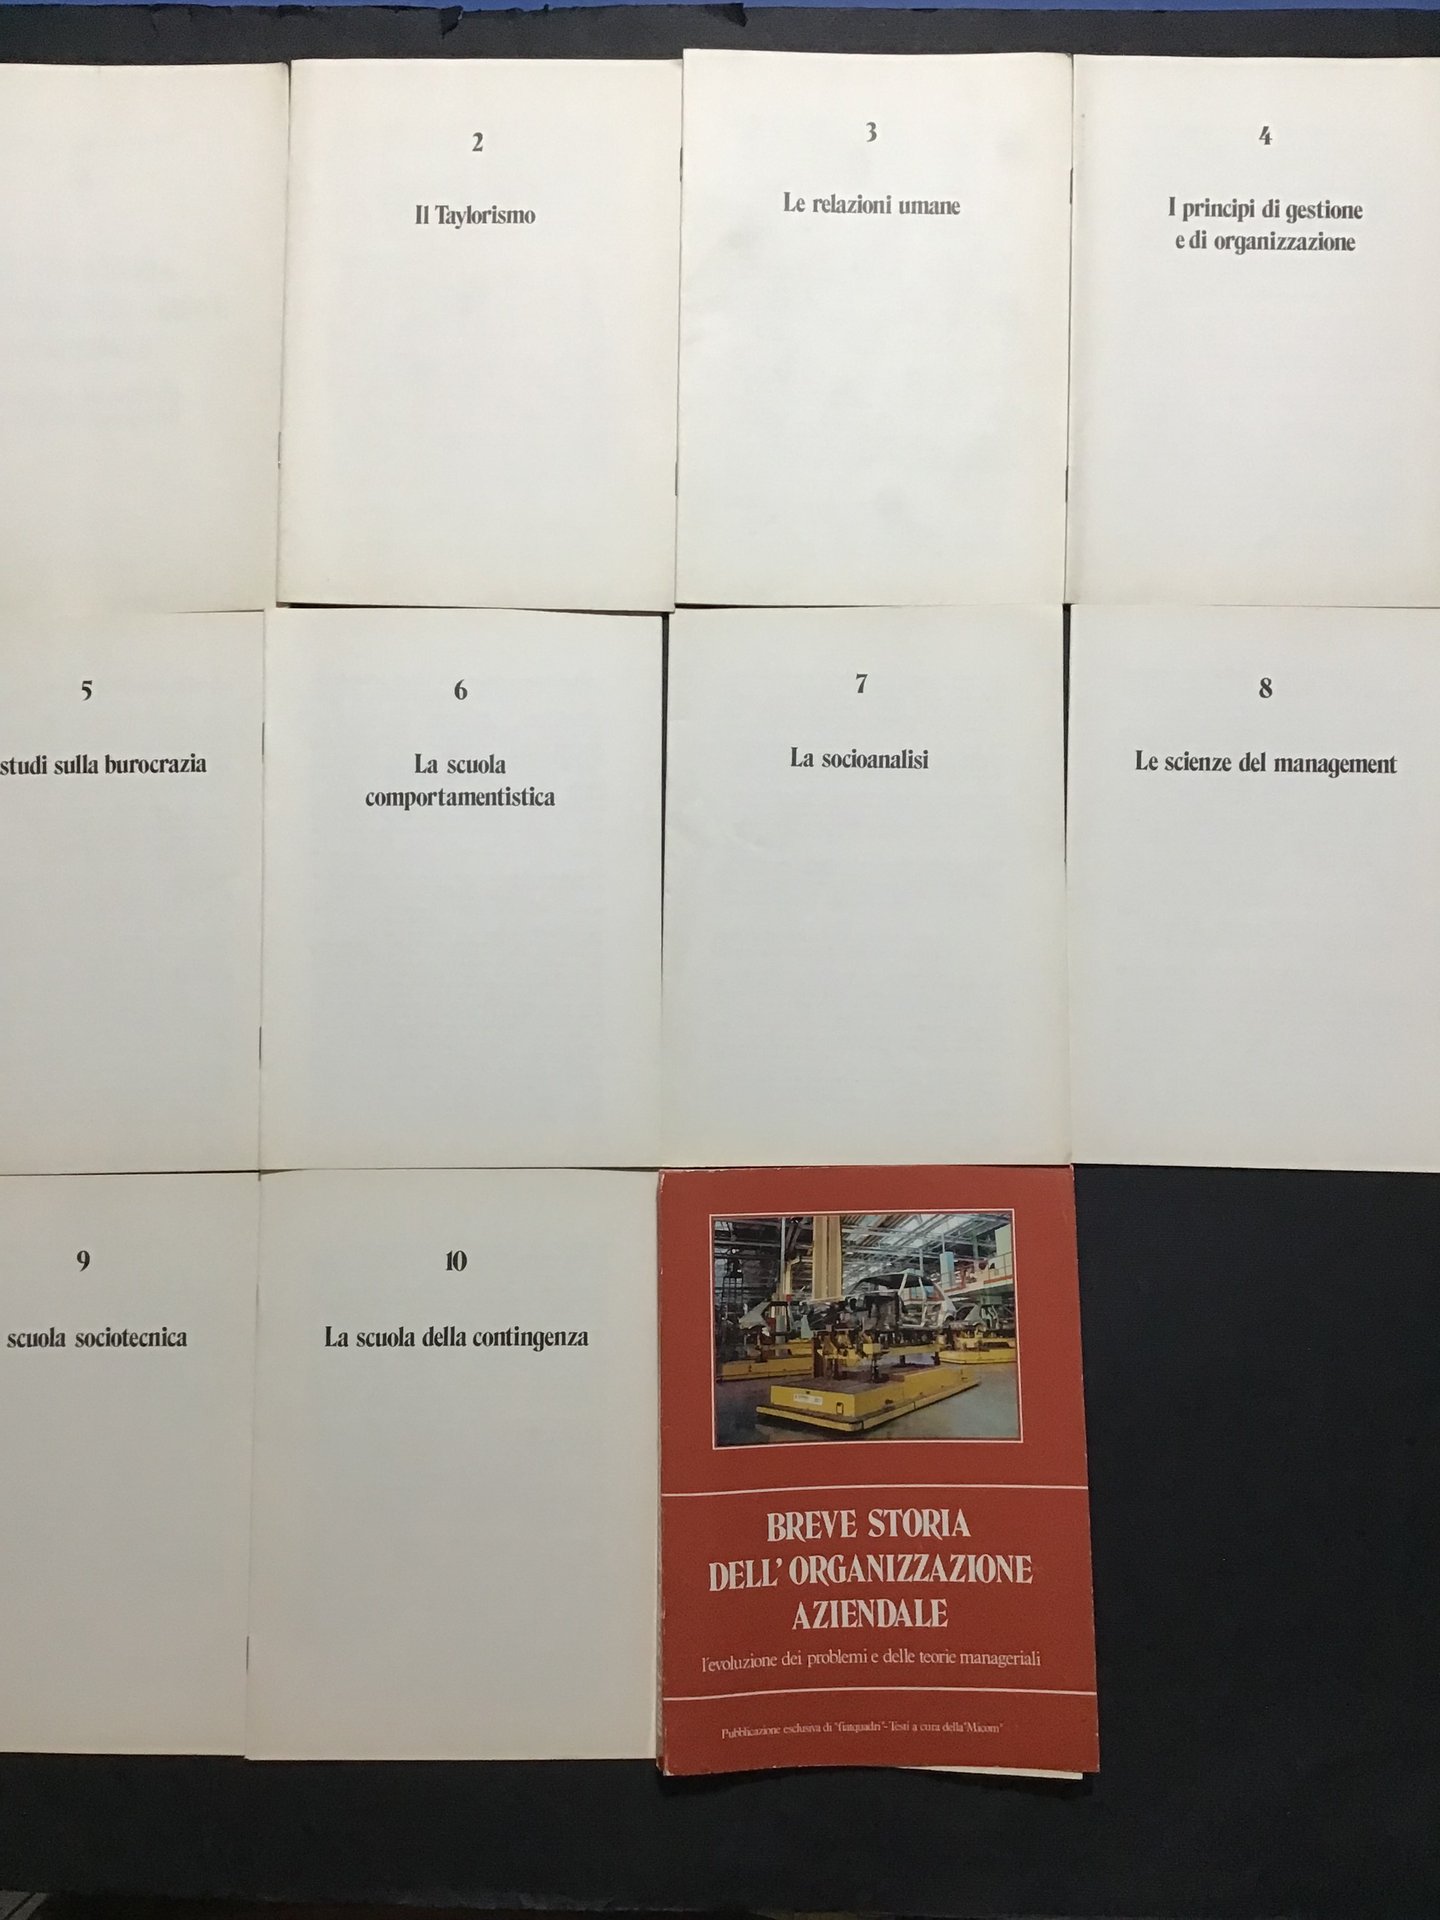 2
Il Taylorismo
3
Le relazioni umane
4
I principi di gestione
e di organizzazione
5
studi sulla burocrazia
6
La scuola
comportamentistica
7
La socioanalisi
8
Le scienze del management
9
scuola sociotecnica
10
La scuola della contingenza
BREVE STORIA
DELL'ORGANIZZAZIONE
AZIENDALE
l'evoluzione dei problemi e delle teorie manageriali
Pubblicazione esclusiva di "fiatquadri" - Testi a cura della "Micom"